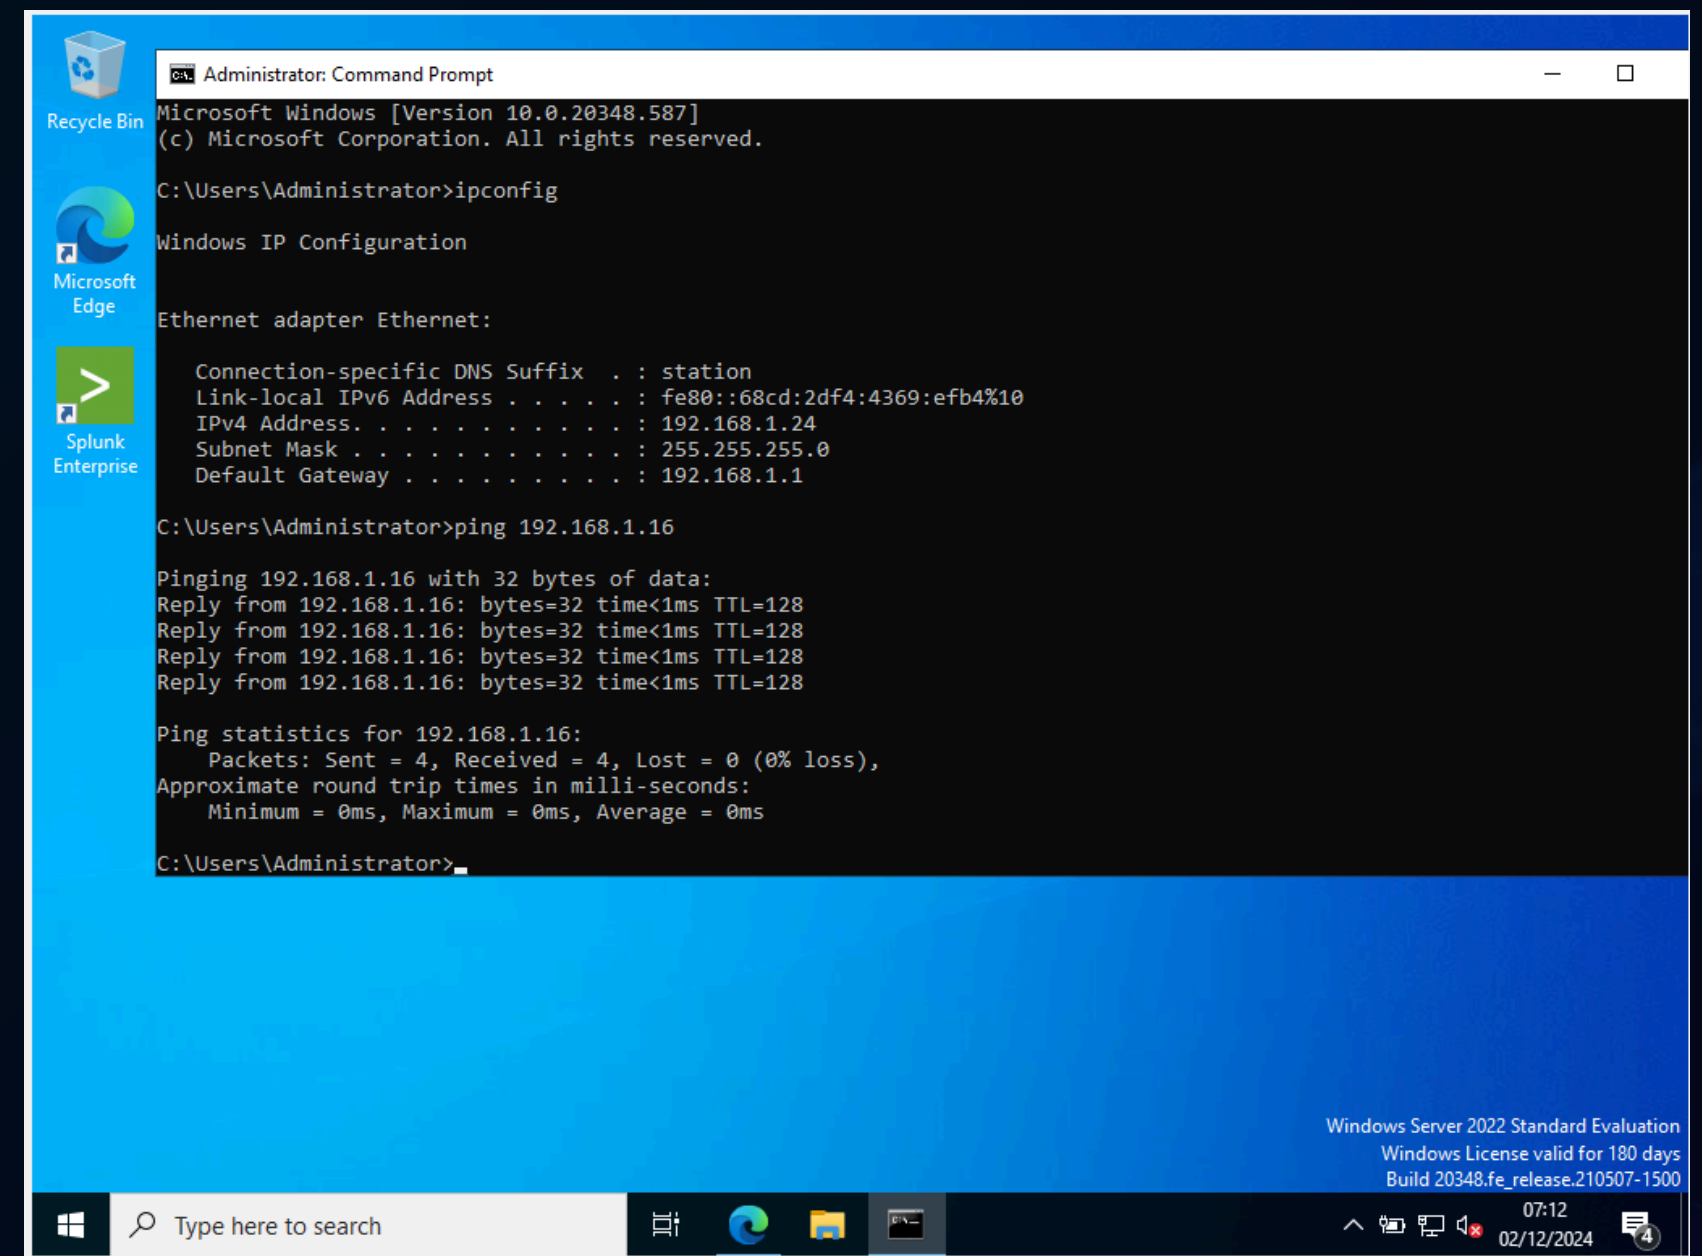 Recycle Bin
Microsoft
Edge
Splunk
Enterprise
Administrator: Command Prompt
Microsoft Windows [Version 10.0.20348.587]
(c) Microsoft Corporation. All rights reserved.
C:\Users\Administrator>ipconfig
Windows IP Configuration
Ethernet adapter Ethernet:
Connection-specific DNS Suffix  . : station
Link-local IPv6 Address . . . . . : fe80::68cd:2df4:4369:efb4%10
IPv4 Address. . . . . . . . . . . : 192.168.1.24
Subnet Mask . . . . . . . . . . . : 255.255.255.0
Default Gateway . . . . . . . . . : 192.168.1.1
C:\Users\Administrator>ping 192.168.1.16
Pinging 192.168.1.16 with 32 bytes of data:
Reply from 192.168.1.16: bytes=32 time<1ms TTL=128
Reply from 192.168.1.16: bytes=32 time<1ms TTL=128
Reply from 192.168.1.16: bytes=32 time<1ms TTL=128
Reply from 192.168.1.16: bytes=32 time<1ms TTL=128
Ping statistics for 192.168.1.16:
Packets: Sent = 4, Received = 4, Lost = 0 (0% loss),
Approximate round trip times in milli-seconds:
Minimum = 0ms, Maximum = 0ms, Average = 0ms
C:\Users\Administrator>
Windows Server 2022 Standard Evaluation
Windows License valid for 180 days
Build 20348.fe_release.210507-1500
Type here to search
07:12
02/12/2024
4